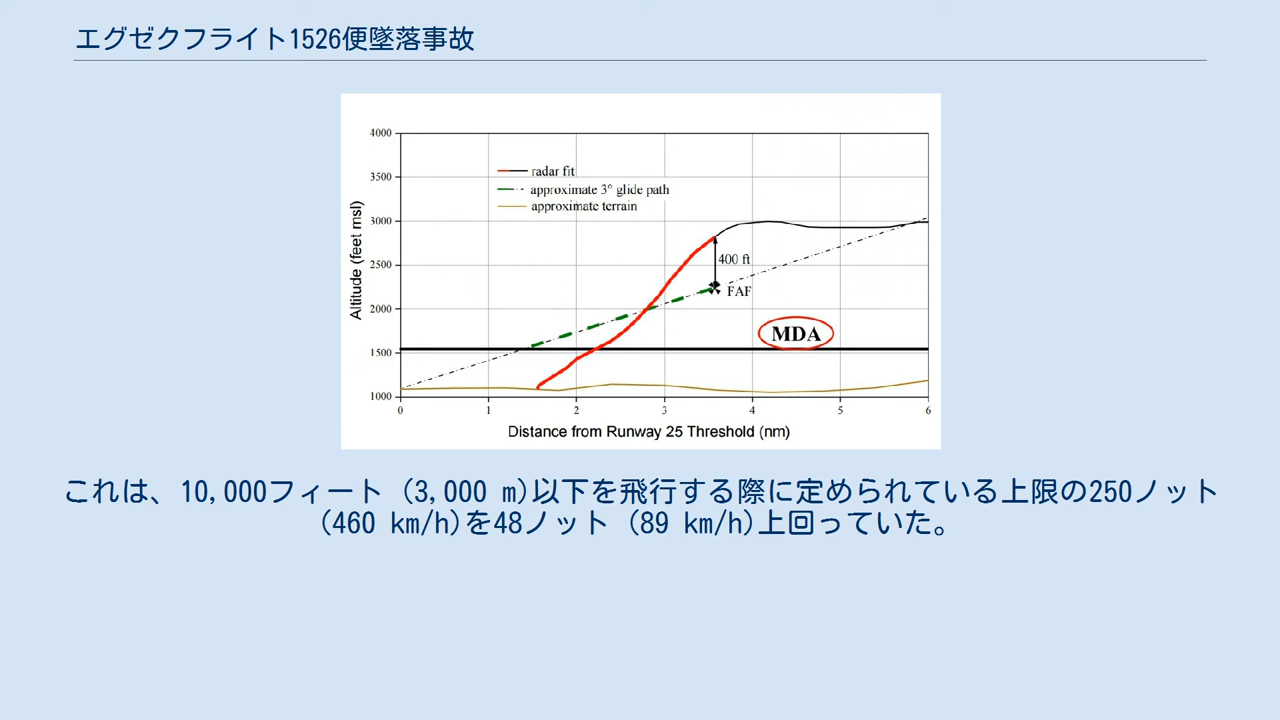 エグゼクフライト1526便墜落事故
4000
3500
3000
2500
2000
1500
1000
Altitude (feet msl)
radar fit
approximate 3° glide path
approximate terrain
400 ft
FAF
MDA
0 1 2 3 4 5 6
Distance from Runway 25 Threshold (nm)
これは、10,000フィート (3,000 m)以下を飛行する際に定められている上限の250ノット
(460 km/h)を48ノット (89 km/h)上回っていた。